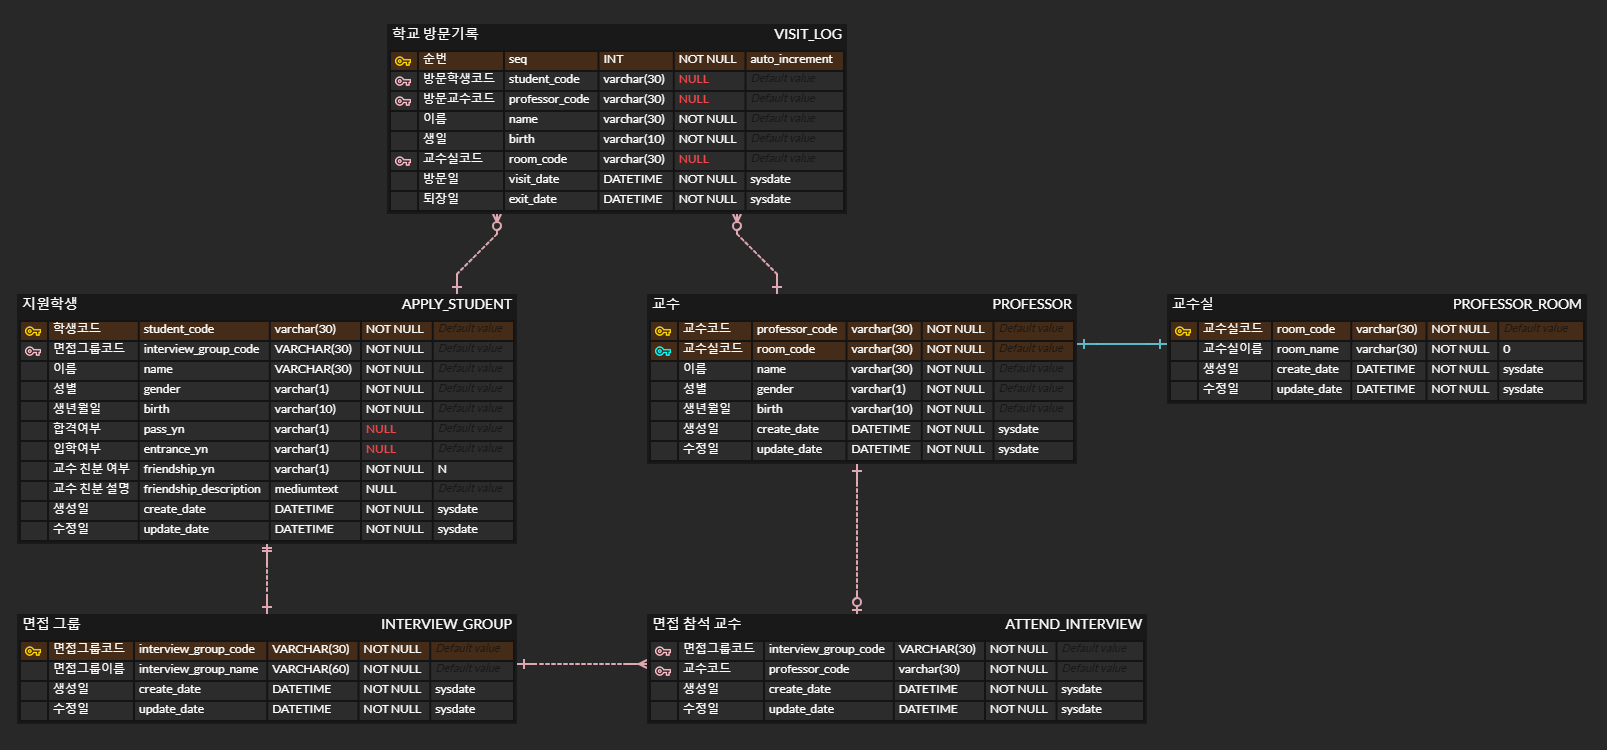 학교 방문기록 VISIT_LOG
순번 seq INT NOT NULL auto_increment
방문학생코드 student_code varchar(30) NULL Default value
방문교수코드 professor_code varchar(30) NULL Default value
이름 name varchar(30) NOT NULL Default value
생일 birth varchar(10) NOT NULL Default value
교수실코드 room_code varchar(30) NULL Default value
방문일 visit_date DATETIME NOT NULL sysdate
퇴장일 exit_date DATETIME NOT NULL sysdate
지원학생 APPLY_STUDENT
학생코드 student_code varchar(30) NOT NULL Default value
면접그룹코드 interview_group_code VARCHAR(30) NOT NULL Default value
이름 name VARCHAR(30) NOT NULL Default value
성별 gender varchar(1) NOT NULL Default value
생년월일 birth varchar(10) NOT NULL Default value
합격여부 pass_yn varchar(1) NULL Default value
입학여부 entrance_yn varchar(1) NULL Default value
교수 친분 여부 friendship_yn varchar(1) NOT NULL N
교수 친분 설명 friendship_description mediumtext NULL Default value
생성일 create_date DATETIME NOT NULL sysdate
수정일 update_date DATETIME NOT NULL sysdate
교수 PROFESSOR
교수코드 professor_code varchar(30) NOT NULL Default value
교수실코드 room_code varchar(30) NOT NULL Default value
이름 name varchar(30) NOT NULL Default value
성별 gender varchar(1) NOT NULL Default value
생년월일 birth varchar(10) NOT NULL Default value
생성일 create_date DATETIME NOT NULL sysdate
수정일 update_date DATETIME NOT NULL sysdate
교수실 PROFESSOR_ROOM
교수실코드 room_code varchar(30) NOT NULL Default value
교수실이름 room_name varchar(30) NOT NULL 0
생성일 create_date DATETIME NOT NULL sysdate
수정일 update_date DATETIME NOT NULL sysdate
면접 그룹 INTERVIEW_GROUP
면접그룹코드 interview_group_code VARCHAR(30) NOT NULL Default value
면접그룹이름 interview_group_name VARCHAR(60) NOT NULL Default value
생성일 create_date DATETIME NOT NULL sysdate
수정일 update_date DATETIME NOT NULL sysdate
면접 참석 교수 ATTEND_INTERVIEW
면접그룹코드 interview_group_code VARCHAR(30) NOT NULL Default value
교수코드 professor_code varchar(30) NOT NULL Default value
생성일 create_date DATETIME NOT NULL sysdate
수정일 update_date DATETIME NOT NULL sysdate